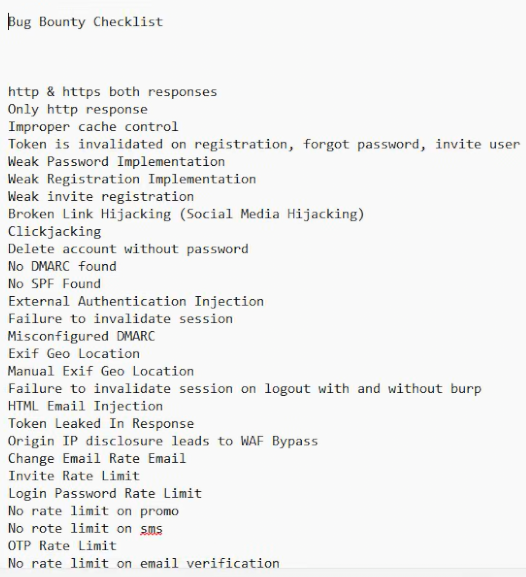 Bug Bounty Checklist
http & https both responses
Only http response
Improper cache control
Token is invalidated on registration, forgot password, invite user
Weak Password Implementation
Weak Registration Implementation
Weak invite registration
Broken Link Hijacking (Social Media Hijacking)
Clickjacking
Delete account without password
No DMARC found
No SPF Found
External Authentication Injection
Failure to invalidate session
Misconfigured DMARC
Exif Geo Location
Manual Exif Geo Location
Failure to invalidate session on logout with and without burp
HTML Email Injection
Token Leaked In Response
Origin IP disclosure leads to WAF Bypass
Change Email Rate Email
Invite Rate Limit
Login Password Rate Limit
No rate limit on promo
No rote limit on sms
OTP Rate Limit
No rate limit on email verification